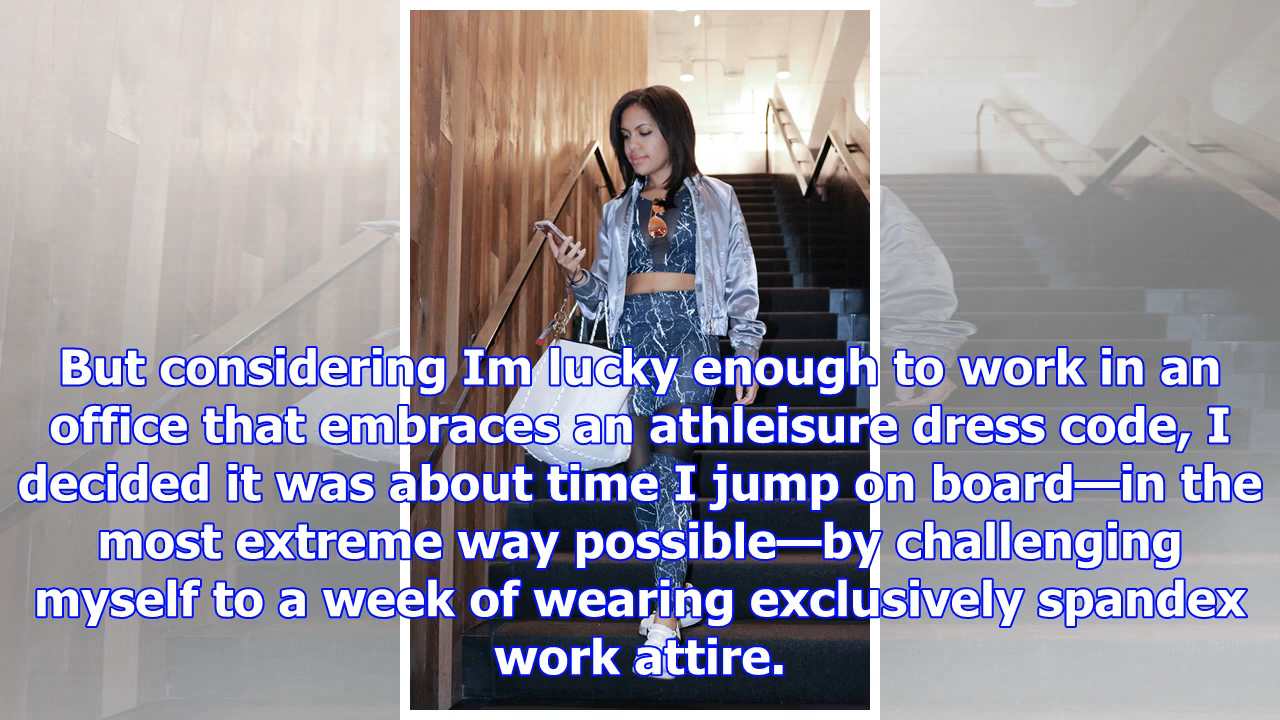 But considering Im lucky enough to work in an
office that embraces an athleisure dress code, I
decided it was about time I jump on board—in the
most extreme way possible—by challenging
myself to a week of wearing exclusively spandex
work attire.